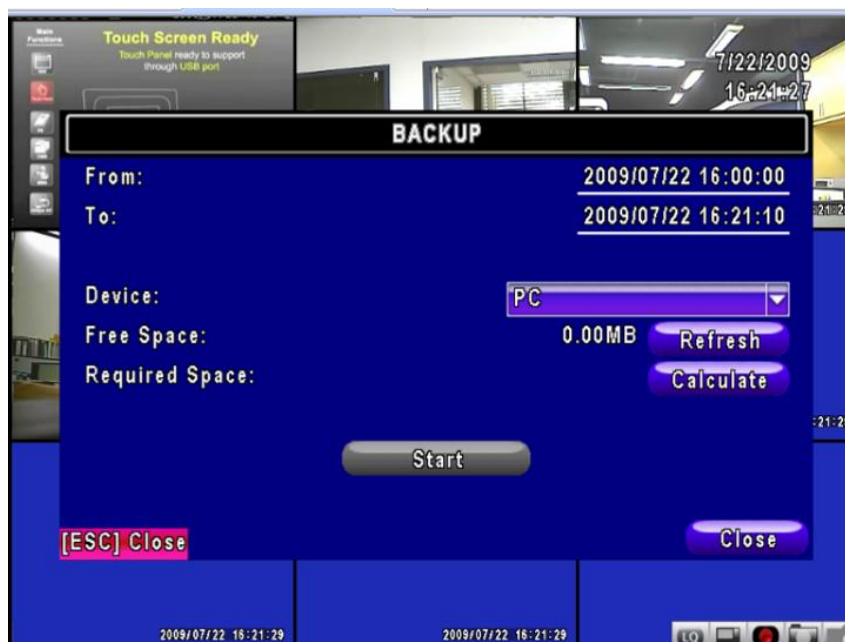 Main
Functions
Touch Screen Ready
Touch Panel ready to support
through USB port
7/22/2009
16:21:27
BACKUP
From: 2009/07/22 16:00:00
To: 2009/07/22 16:21:10
Device: PC
Free Space: 0.00MB Refresh
Required Space: Calculate
Start
[ESC] Close
Close
2009/07/22 16:21:29
2009/07/22 16:21:29